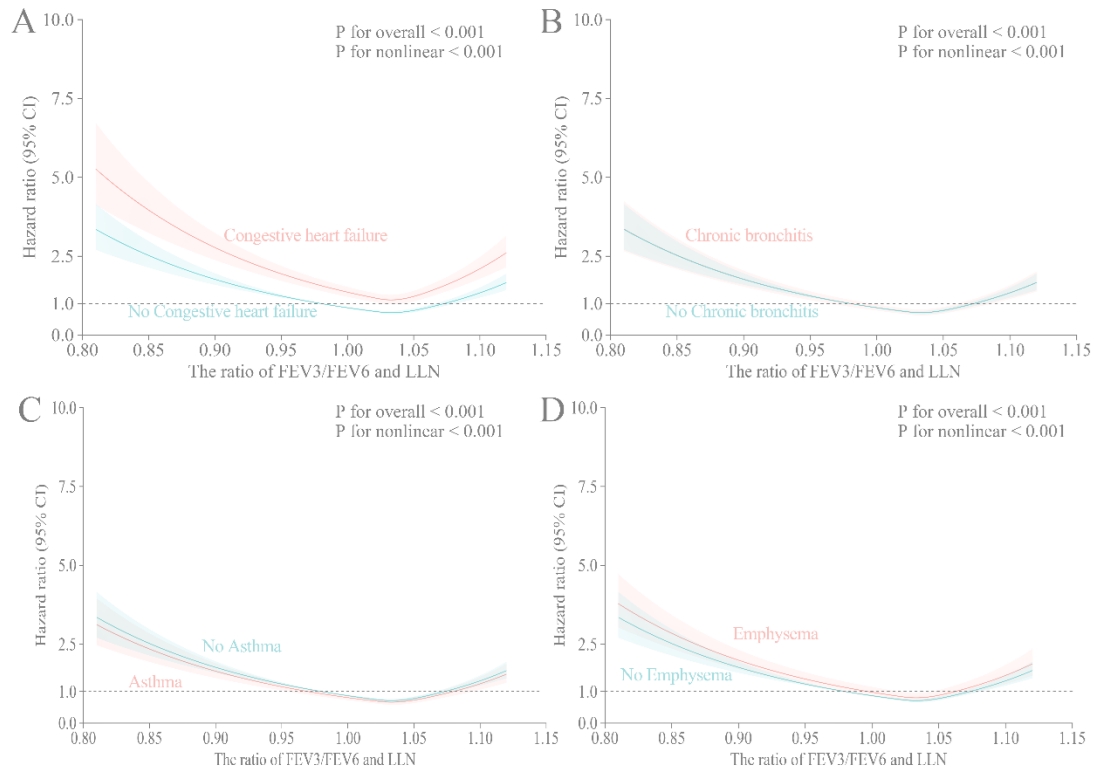 A
P for overall < 0.001
P for nonlinear < 0.001
Hazard ratio (95% CI)
10.0
7.5
5.0
2.5
1.0
0.0
Congestive heart failure
No Congestive heart failure
0.80 0.85 0.90 0.95 1.00 1.05 1.10 1.15
The ratio of FEV3/FEV6 and LLN
B
P for overall < 0.001
P for nonlinear < 0.001
Hazard ratio (95% CI)
10.0
7.5
5.0
2.5
1.0
0.0
Chronic bronchitis
No Chronic bronchitis
0.80 0.85 0.90 0.95 1.00 1.05 1.10 1.15
The ratio of FEV3/FEV6 and LLN
C
P for overall < 0.001
P for nonlinear < 0.001
Hazard ratio (95% CI)
10.0
7.5
5.0
2.5
1.0
0.0
No Asthma
Asthma
0.80 0.85 0.90 0.95 1.00 1.05 1.10 1.15
The ratio of FEV3/FEV6 and LLN
D
P for overall < 0.001
P for nonlinear < 0.001
Hazard ratio (95% CI)
10.0
7.5
5.0
2.5
1.0
0.0
Emphysema
No Emphysema
0.80 0.85 0.90 0.95 1.00 1.05 1.10 1.15
The ratio of FEV3/FEV6 and LLN